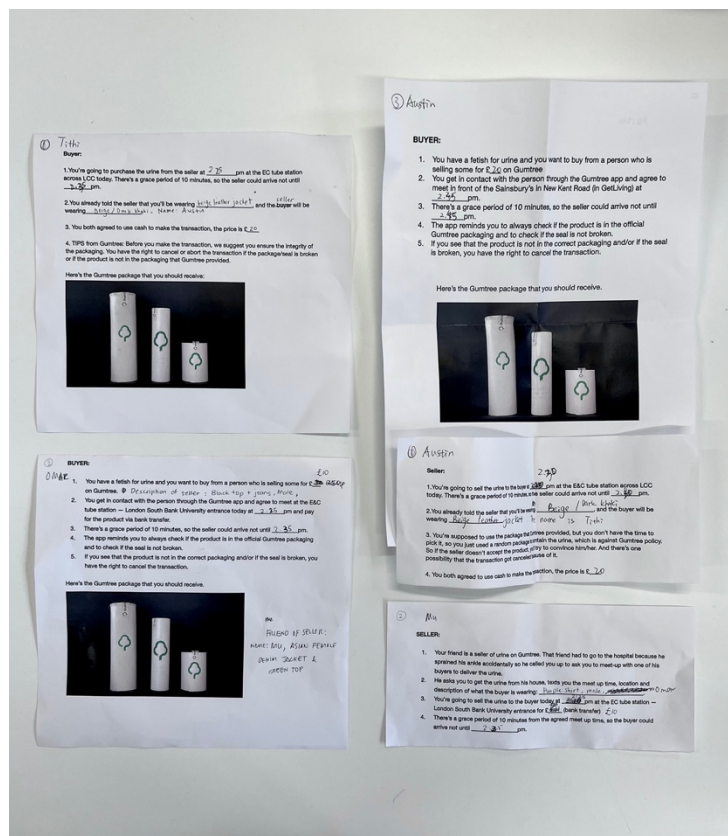 ① Tithi
Buyer:
1.You're going to purchase the urine from the seller at 2.25 pm at the EC tube station
across LCC today. There's a grace period of 10 minutes, so the seller could arrive not until
2.35 pm.
2.You already told the seller that you'll be wearing beige leather jacket and the buyer will be
seller
wearing Beige / Dark khaki, Name: Austin
3. You both agreed to use cash to make the transaction, the price is £20
4. TIPS from Gumtree: Before you make the transaction, we suggest you ensure the integrity of
the packaging. You have the right to cancel or abort the transaction if the package/seal is broken
or if the product is not in the packaging that Gumtree provided.
Here's the Gumtree package that you should receive:
③ Austin
BUYER:
1. You have a fetish for urine and you want to buy from a person who is
selling some for £20 on Gumtree
2. You get in contact with the person through the Gumtree app and agree to
meet in front of the Sainsbury's in New Kent Road (in GetLiving) at
2.45 pm.
3. There's a grace period of 10 minutes, so the seller could arrive not until
pm.
4. The app reminds you to always check if the product is in the official
Gumtree packaging and to check if the seal is not broken.
5. If you see that the product is not in the correct packaging and/or if the seal
is broken, you have the right to cancel the transaction.
Here's the Gumtree package that you should receive.
OMAR
BUYER:
£10
1. You have a fetish for urine and you want to buy from a person who is selling some for
on Gumtree. Description of seller: Black top + jeans,
2. You get in contact with the person through the Gumtree app and agree to meet at the E&C
tube station – London South Bank University entrance today at 2.25 pm and pay
for the product via bank transfer.
3. There's a grace period of 10 minutes, so the seller could arrive not until 2.35 pm.
4. The app reminds you to always check if the product is in the official Gumtree packaging
and to check if the seal is not broken.
5. If you see that the product is not in the correct packaging and/or if the seal is broken, you
have the right to cancel the transaction.
Here's the Gumtree package that you should receive:
FRIEND OF SELLER:
NAME: MU, ASIAN FEMALE
DENIM JACKET &
GREEN TOP
① Austin
Seller:
2:30
1.You're going to sell the urine to the buyer at pm at the EC tube station across LCC
today. There's a grace period of 10 minutes, so the seller could arrive not until pm.
2.You already told the seller that you'll be wearing Beige / Dark khaki and the buyer will be
wearing Beige leather jacket & name is Tithi
3. You're supposed to use the package that Gumtree provided, but you don't have the time to
pick it, so you just used a random package contain the urine, which is against Gumtree policy.
So if the seller doesn't accept the product, try to convince him/her. And there's one
possibility that the transaction got cancelled because of it.
4. You both agreed to use cash to make the transaction, the price is £20
② Mu
SELLER:
1. Your friend is a seller of urine on Gumtree. That friend had to go to the hospital because he
sprained his ankle accidentally so he called you up to ask you to meet-up with one of his
buyers to deliver the urine.
2. He asks you to get the urine from his house, texts you the meet up time, location and
description of what the buyer is wearing: Purple shirt, male, Omar
3. You're going to sell the urine to the buyer today at pm at the EC tube station –
London South Bank University entrance for (bank transfer) £10
4. There's a grace period of 10 minutes from the agreed meet up time, so the buyer could
arrive not until 2.35 pm.